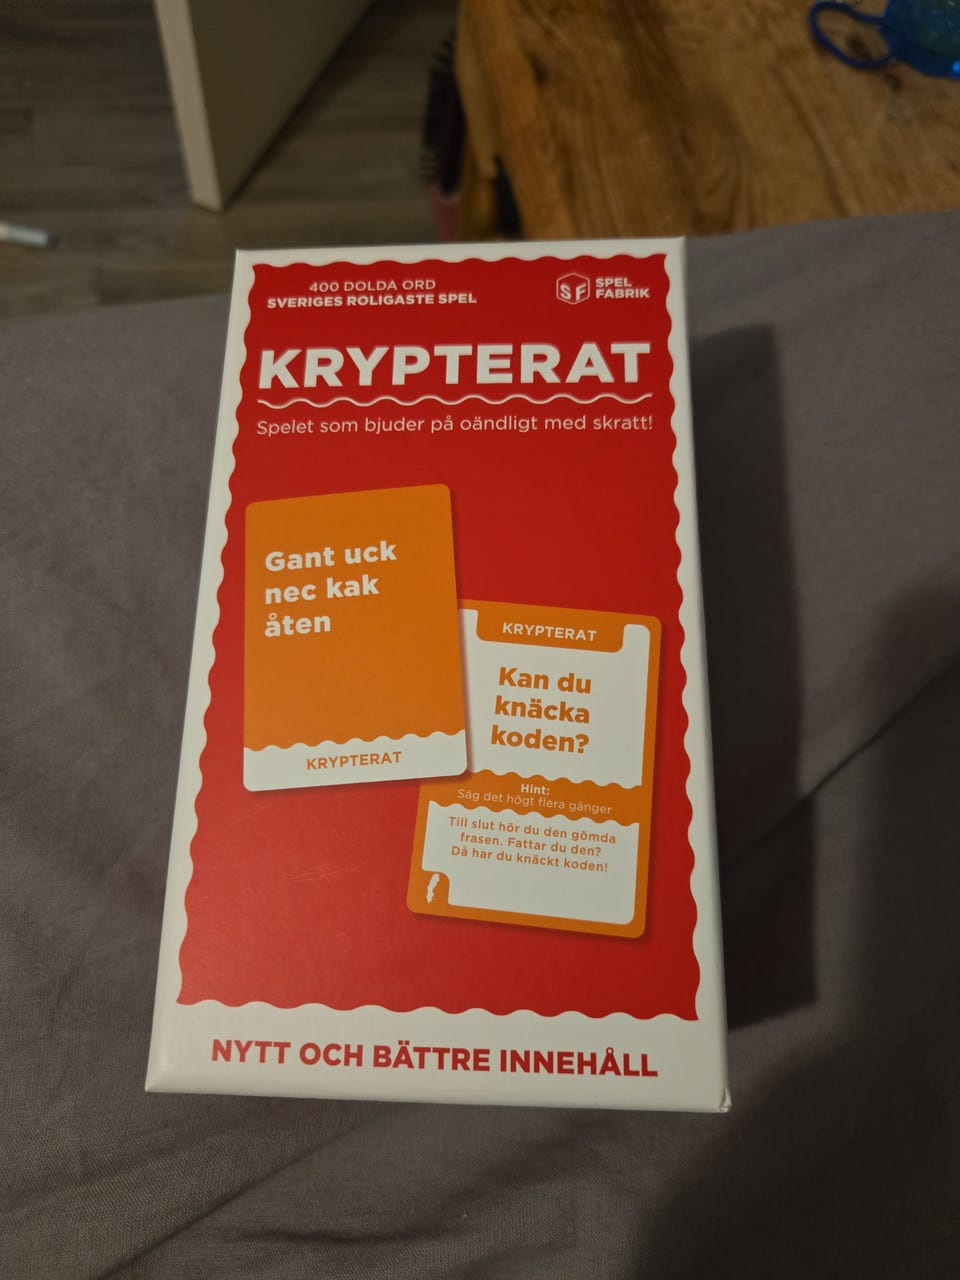 400 DOLDA ORD
SVERIGES ROLIGASTE SPEL
SF
SPEL
FABRIK
KRYPTERAT
Spelet som bjuder på oändligt med skratt!
Gant uck
nec kak
åten
KRYPTERAT
KRYPTERAT
Kan du
knäcka
koden?
Hint:
Säg det högt flera gånger
Till slut hör du den gömda
frasen. Fattar du den?
Då har du knäckt koden!
NYTT OCH BÄTTRE INNEHÅLL